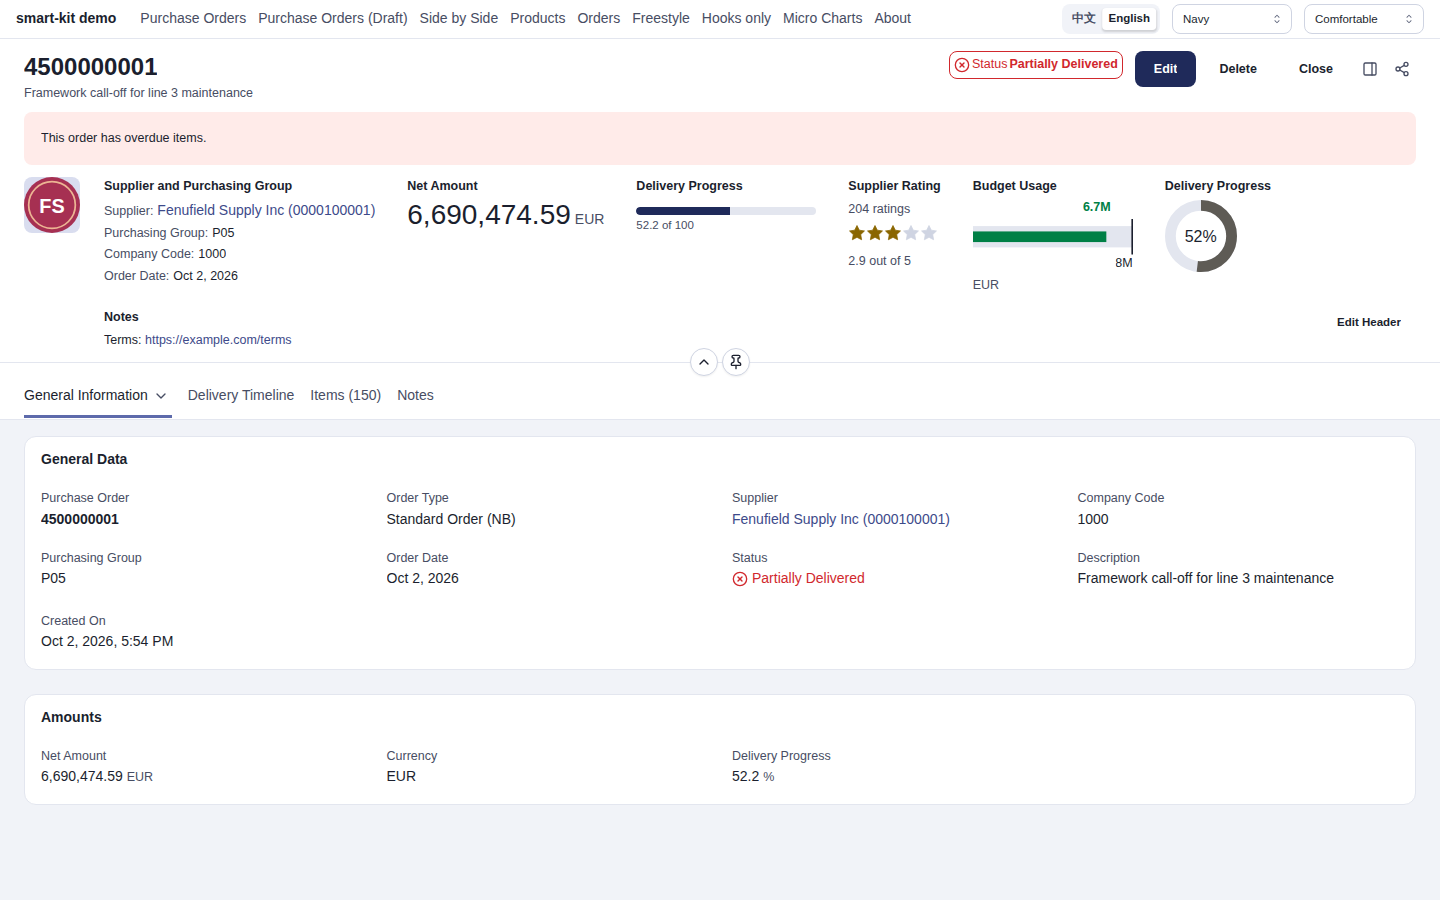 smart-kit demo
Purchase Orders
Purchase Orders (Draft)
Side by Side
Products
Orders
Freestyle
Hooks only
Micro Charts
About
中文
English
Navy
Comfortable
4500000001
Framework call-off for line 3 maintenance
Status Partially Delivered
Edit
Delete
Close
This order has overdue items.
FS
Supplier and Purchasing Group
Supplier: Fenufield Supply Inc (0000100001)
Purchasing Group: P05
Company Code: 1000
Order Date: Oct 2, 2026
Net Amount
6,690,474.59 EUR
Delivery Progress
52.2 of 100
Supplier Rating
204 ratings
2.9 out of 5
Budget Usage
6.7M
8M
EUR
Delivery Progress
52%
Notes
Terms: https://example.com/terms
Edit Header
General Information
Delivery Timeline
Items (150)
Notes
General Data
Purchase Order
4500000001
Order Type
Standard Order (NB)
Supplier
Fenufield Supply Inc (0000100001)
Company Code
1000
Purchasing Group
P05
Order Date
Oct 2, 2026
Status
Partially Delivered
Description
Framework call-off for line 3 maintenance
Created On
Oct 2, 2026, 5:54 PM
Amounts
Net Amount
6,690,474.59 EUR
Currency
EUR
Delivery Progress
52.2 %